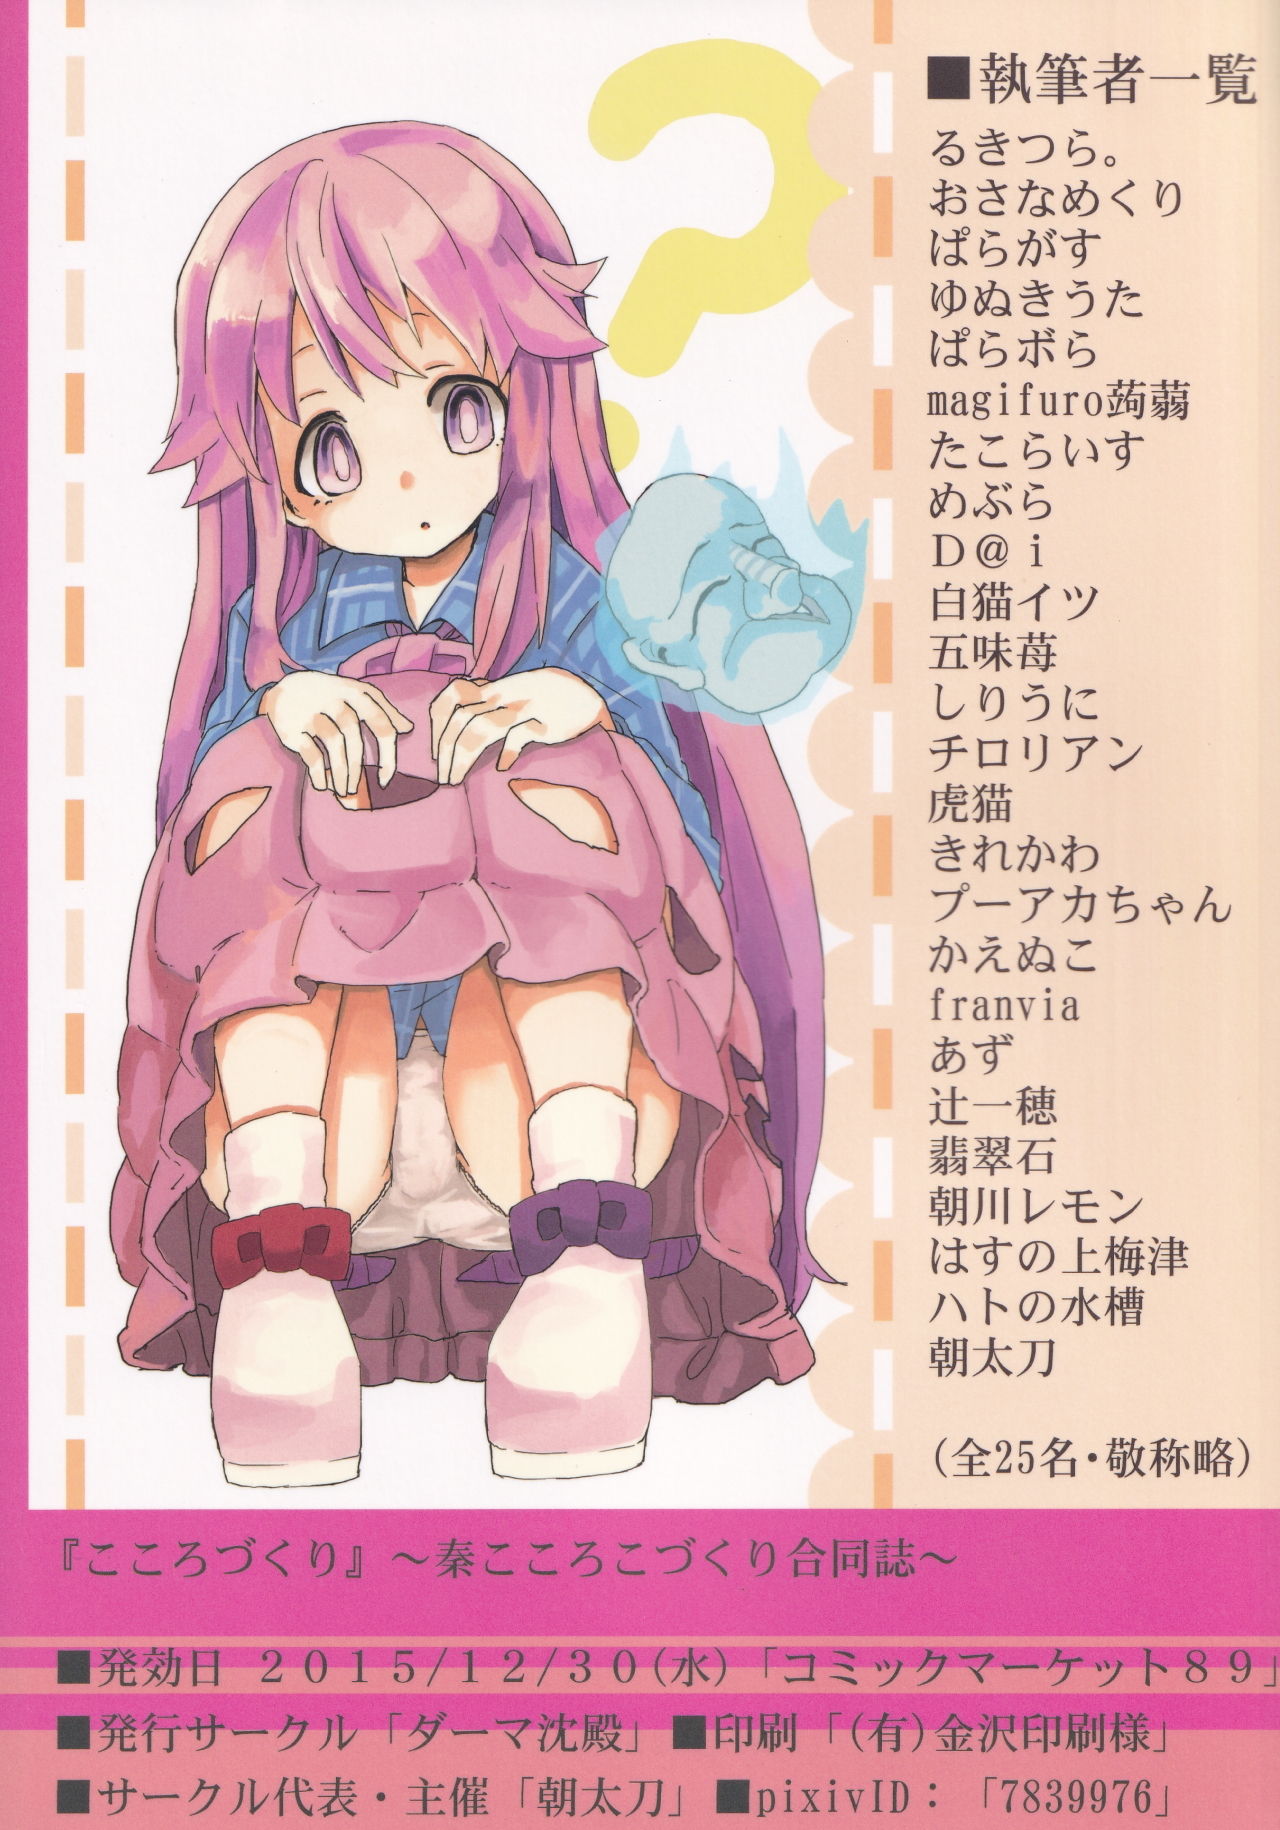 ■執筆者一覧
るきつら。
おさなめくり
ぱらがす
ゆぬきうた
ぱらボら
magifuro蒟蒻
たこらいす
めぶら
D@i
白猫イツ
五味苺
しりうに
チロリアン
虎猫
きれかわ
プーアカちゃん
かえぬこ
franvia
あず
辻一穂
翡翠石
朝川レモン
はすの上梅津
ハトの水槽
朝太刀
(全25名・敬称略)
『こころづくり』～秦こころこづくり合同誌～
■発効日 2015/12/30(水)「コミックマーケット89」
■発行サークル「ダーマ沈殿」■印刷「(有)金沢印刷様」
■サークル代表・主催「朝太刀」■pixivID：「7839976」